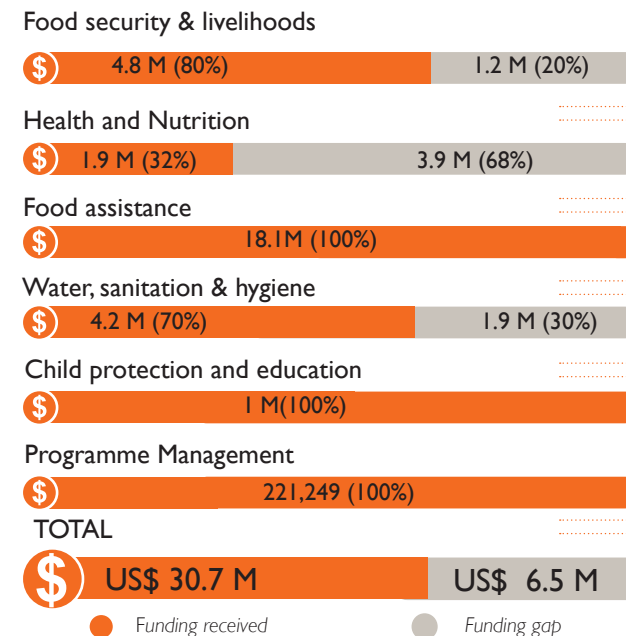 Food security & livelihoods
$ 4.8 M (80%) 1.2 M (20%)
Health and Nutrition
$ 1.9 M (32%) 3.9 M (68%)
Food assistance
$ 18.1M (100%)
Water, sanitation & hygiene
$ 4.2 M (70%) 1.9 M (30%)
Child protection and education
$ 1 M(100%)
Programme Management
$ 221,249 (100%)
TOTAL
$ US$ 30.7 M US$ 6.5 M
Funding received Funding gap